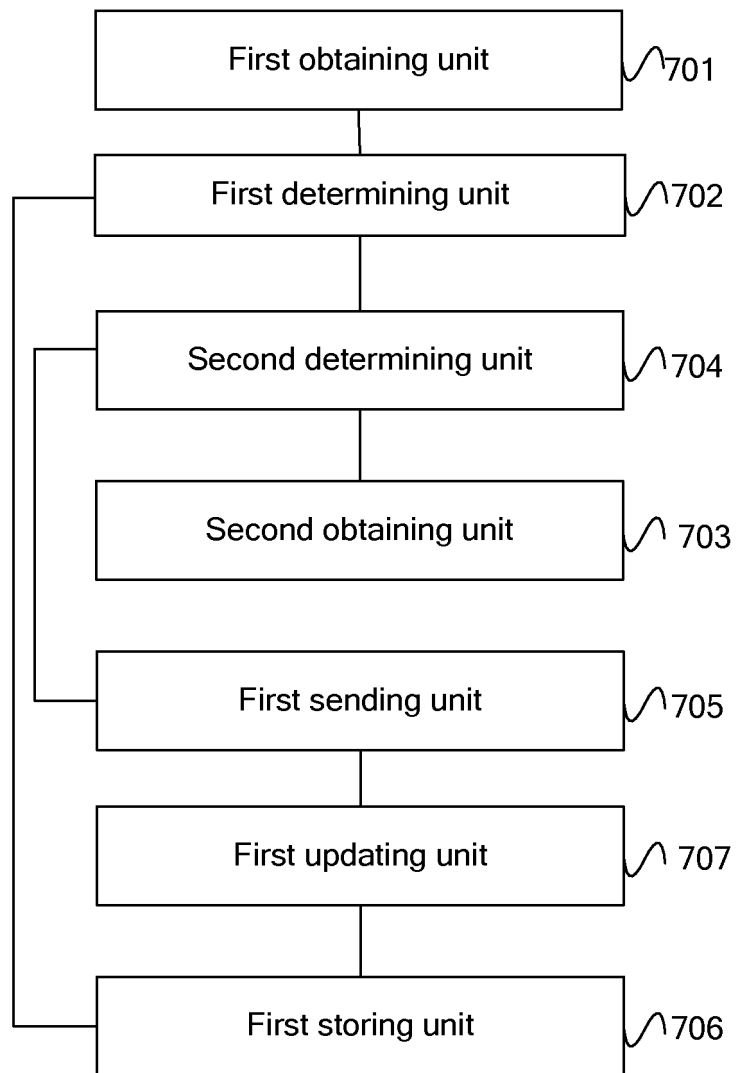 First obtaining unit 701
First determining unit 702
Second determining unit 704
Second obtaining unit 703
First sending unit 705
First updating unit 707
First storing unit 706